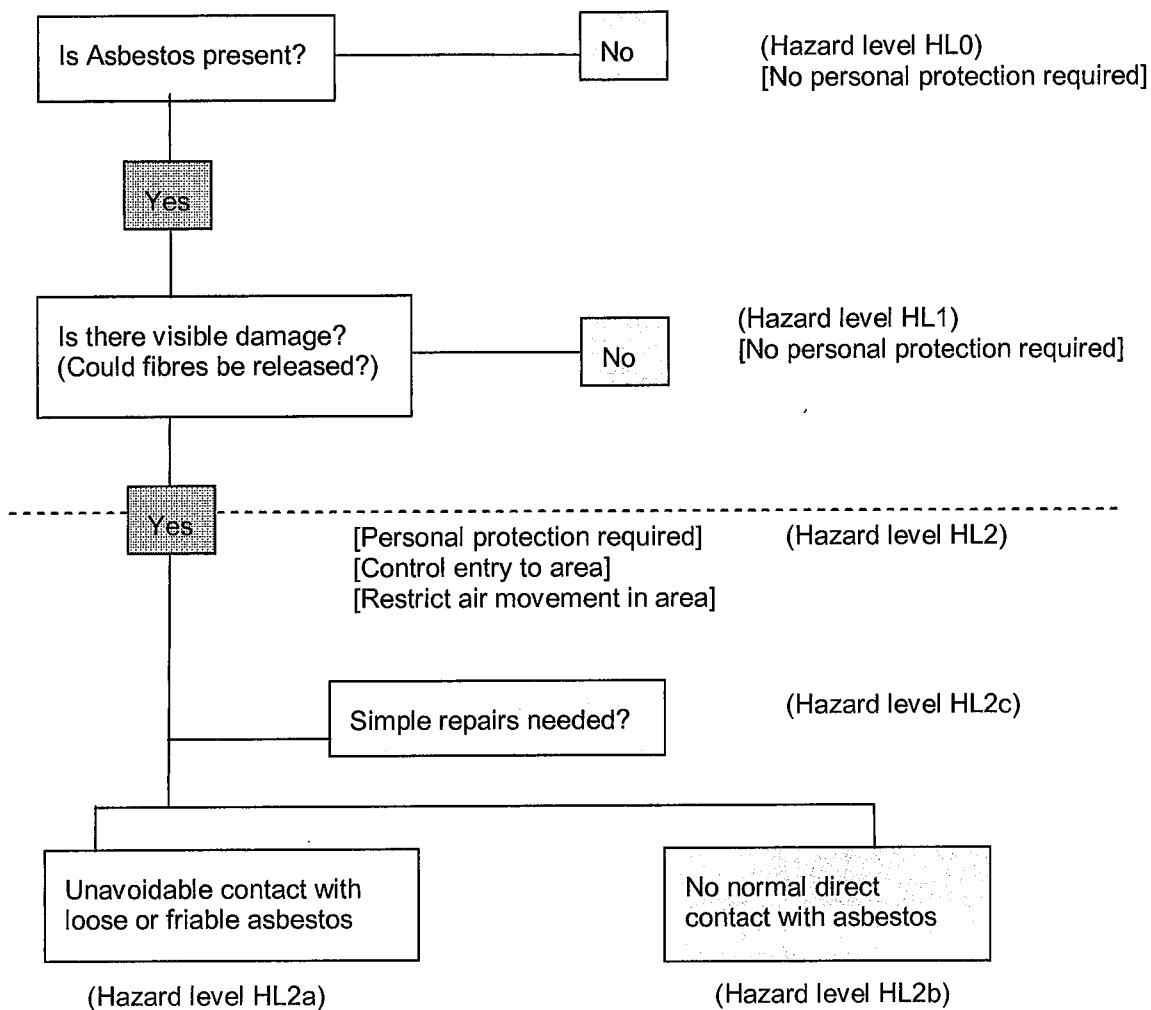 Is Asbestos present?
No
(Hazard level HL0)
[No personal protection required]
Yes
Is there visible damage?
(Could fibres be released?)
No
(Hazard level HL1)
[No personal protection required]
Yes
[Personal protection required]
[Control entry to area]
[Restrict air movement in area]
(Hazard level HL2)
Simple repairs needed?
(Hazard level HL2c)
Unavoidable contact with
loose or friable asbestos
(Hazard level HL2a)
No normal direct
contact with asbestos
(Hazard level HL2b)